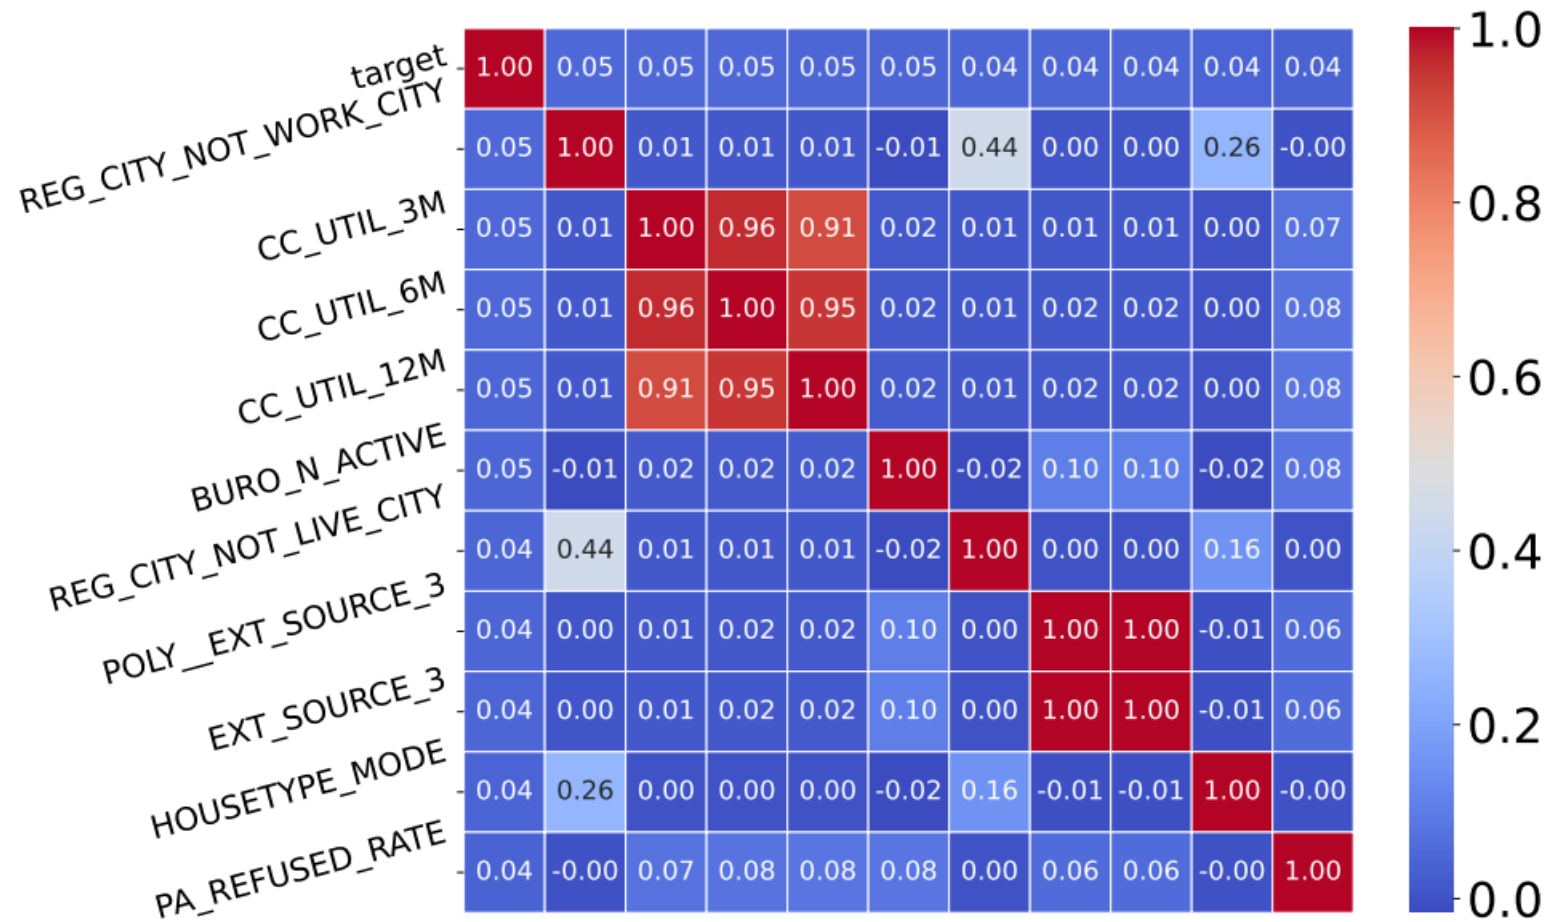 target 1.00 0.05 0.05 0.05 0.05 0.05 0.04 0.04 0.04 0.04 0.04
REG_CITY_NOT_WORK_CITY 0.05 1.00 0.01 0.01 0.01 -0.01 0.44 0.00 0.00 0.26 -0.00
CC_UTIL_3M 0.05 0.01 1.00 0.96 0.91 0.02 0.01 0.01 0.01 0.00 0.07
CC_UTIL_6M 0.05 0.01 0.96 1.00 0.95 0.02 0.01 0.02 0.02 0.00 0.08
CC_UTIL_12M 0.05 0.01 0.91 0.95 1.00 0.02 0.01 0.02 0.02 0.00 0.08
BURO_N_ACTIVE 0.05 -0.01 0.02 0.02 0.02 1.00 -0.02 0.10 0.10 -0.02 0.08
REG_CITY_NOT_LIVE_CITY 0.04 0.44 0.01 0.01 0.01 -0.02 1.00 0.00 0.00 0.16 0.00
POLY__EXT_SOURCE_3 0.04 0.00 0.01 0.02 0.02 0.10 0.00 1.00 1.00 -0.01 0.06
EXT_SOURCE_3 0.04 0.00 0.01 0.02 0.02 0.10 0.00 1.00 1.00 -0.01 0.06
HOUSETYPE_MODE 0.04 0.26 0.00 0.00 0.00 -0.02 0.16 -0.01 -0.01 1.00 -0.00
PA_REFUSED_RATE 0.04 -0.00 0.07 0.08 0.08 0.08 0.00 0.06 0.06 -0.00 1.00
1.0
0.8
0.6
0.4
0.2
0.0